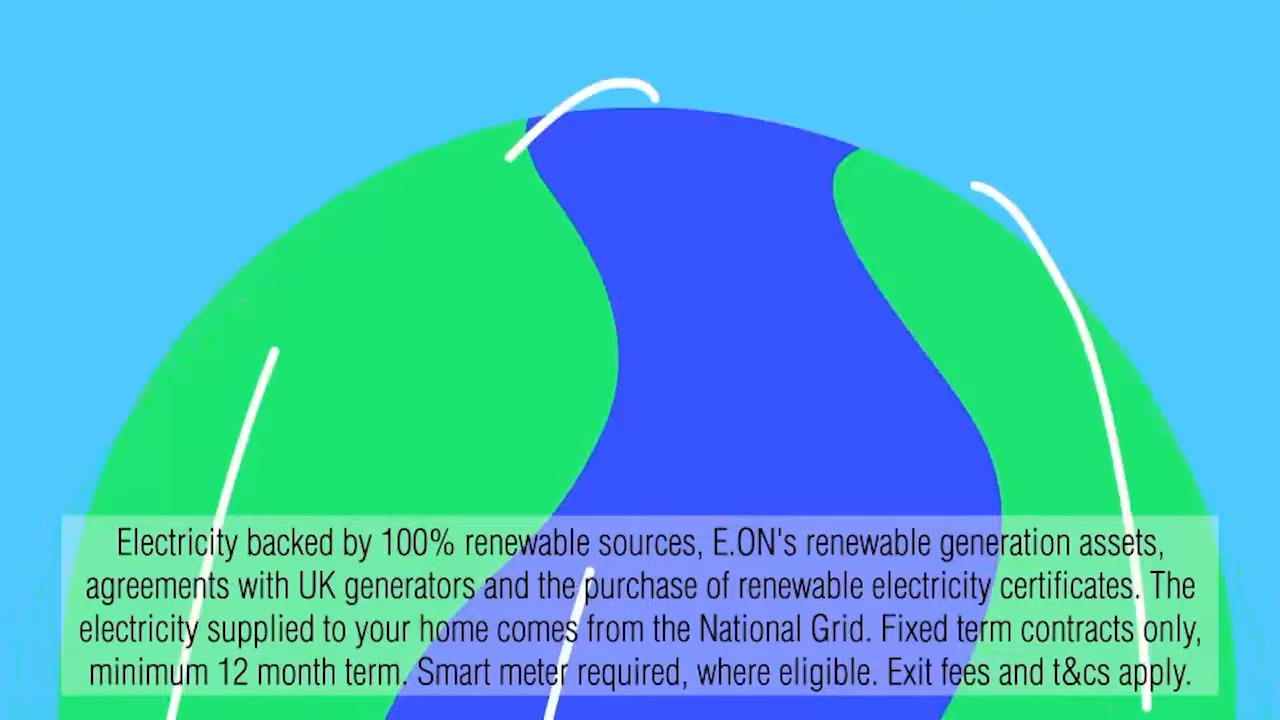 Electricity backed by 100% renewable sources, E.ON's renewable generation assets,
agreements with UK generators and the purchase of renewable electricity certificates. The
electricity supplied to your home comes from the National Grid. Fixed term contracts only,
minimum 12 month term. Smart meter required, where eligible. Exit fees and t&cs apply.